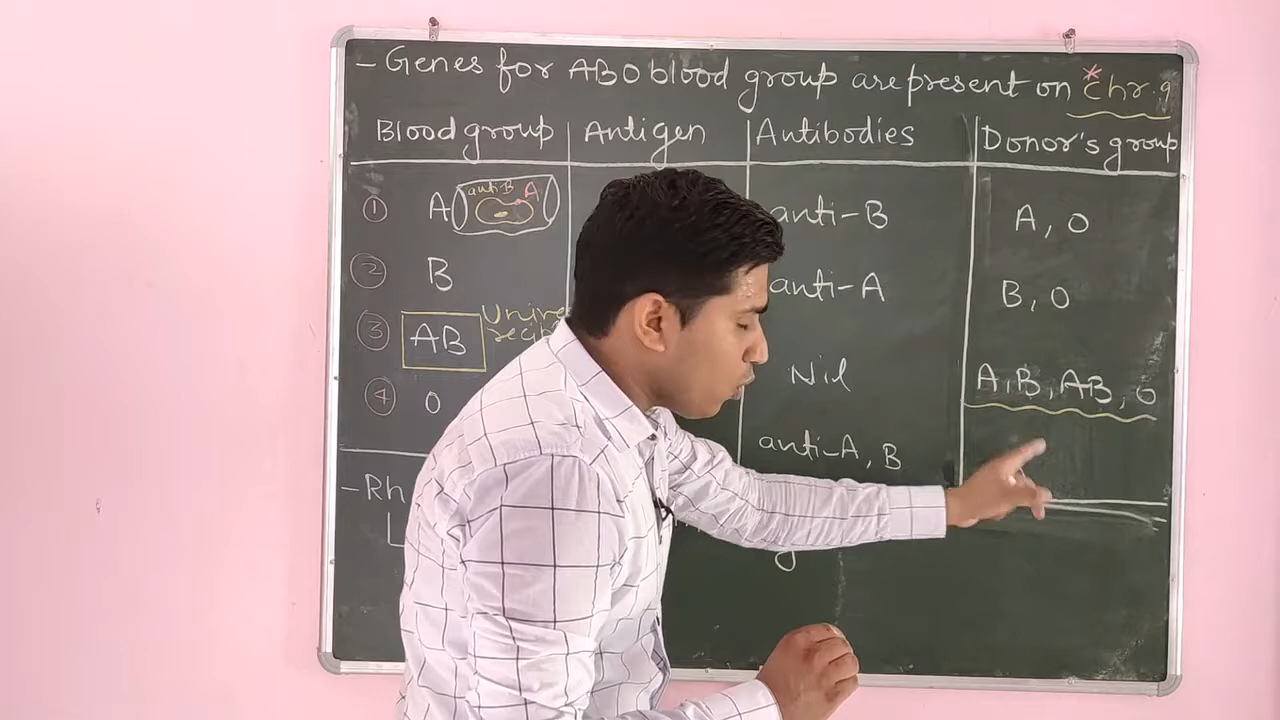 - Genes for ABO blood group are present on *chr. 9
Blood group | Antigen | Antibodies | Donor's group
① A anti-B A anti-B A, O
② B anti-A B, O
③ AB Nil A, B, AB, O
④ O anti-A, B
- Rh